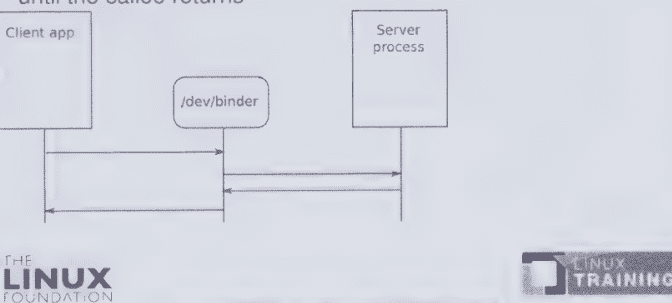 until the callee returns
Client app
Server
process
/dev/binder
THE
LINUX
FOUNDATION
LINUX
TRAINING